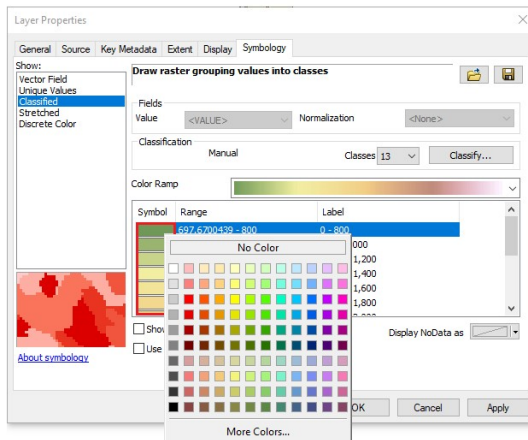 Layer Properties
General Source Key Metadata Extent Display Symbology
Show:
Vector Field
Unique Values
Classified
Stretched
Discrete Color
Draw raster grouping values into classes
Fields
Value <VALUE> Normalization <None>
Classification
Manual Classes 13 Classify...
Color Ramp
Symbol Range Label
697.6700439 - 800 0 - 800
No Color
000
1,200
1,400
1,600
1,800
Show
Use
Display NoData as
About symbology
More Colors...
OK Cancel Apply